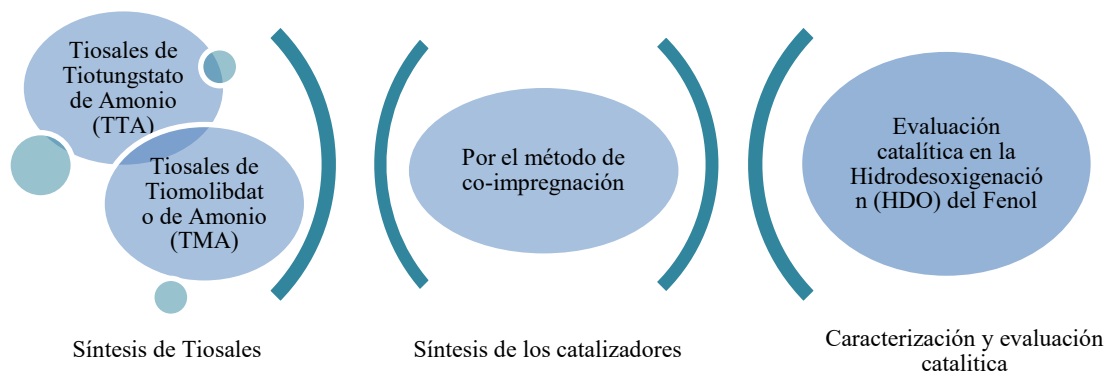 Tiosales de
Tiotungstato
de Amonio
(TTA)
Tiosales de
Tiomolibdat
o de Amonio
(TMA)
Síntesis de Tiosales
Por el método de
co-impregnación
Síntesis de los catalizadores
Evaluación
catalítica en la
Hidrodesoxigenació
n (HDO) del Fenol
Caracterización y evaluación
catalitica